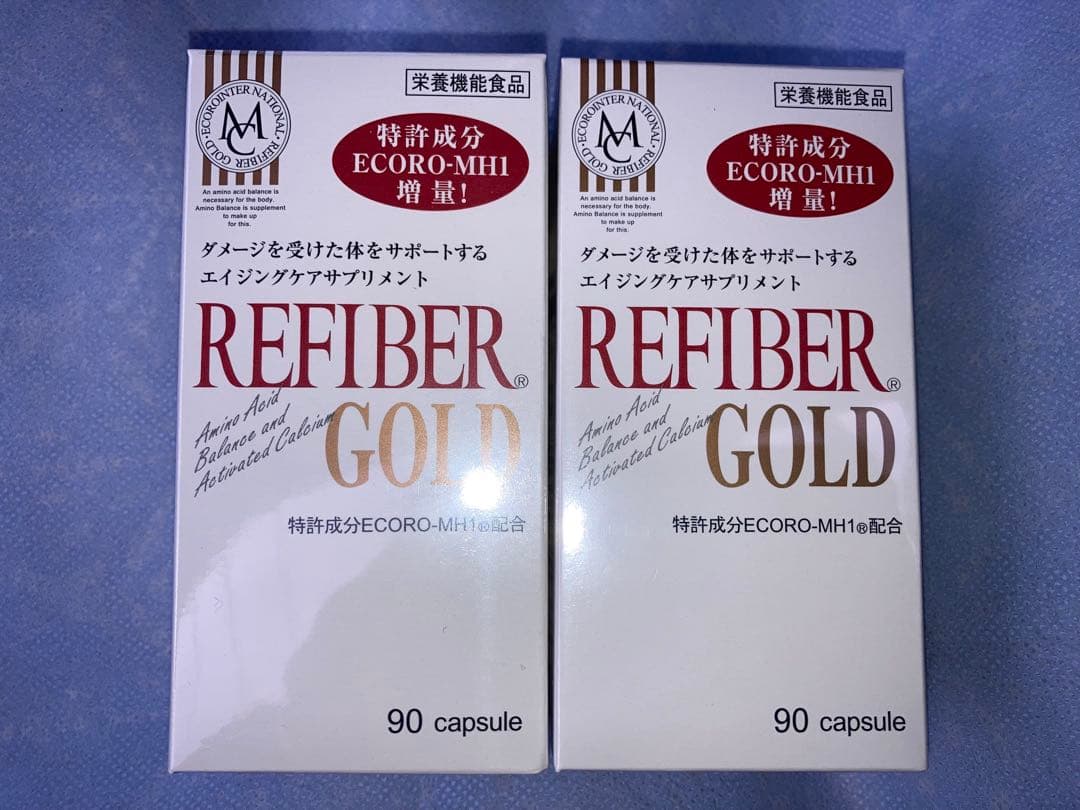 栄養機能食品
ECOROINTER NATIONAL・REFIBER GOLD・
MC
特許成分
ECORO-MH1
増量!
An amino acid balance is
necessary for the body.
Amino Balance is supplement
to make up
for this.
ダメージを受けた体をサポートする
エイジングケアサプリメント
REFIBER®
GOLD
Amino Acid
Balance and
Activated Calcium
特許成分ECORO-MH1®配合
90 capsule
栄養機能食品
ECOROINTER NATIONAL・REFIBER GOLD・
MC
特許成分
ECORO-MH1
増量!
An amino acid balance is
necessary for the body.
Amino Balance is supplement
to make up
for this.
ダメージを受けた体をサポートする
エイジングケアサプリメント
REFIBER®
GOLD
Amino Acid
Balance and
Activated Calcium
特許成分ECORO-MH1®配合
90 capsule